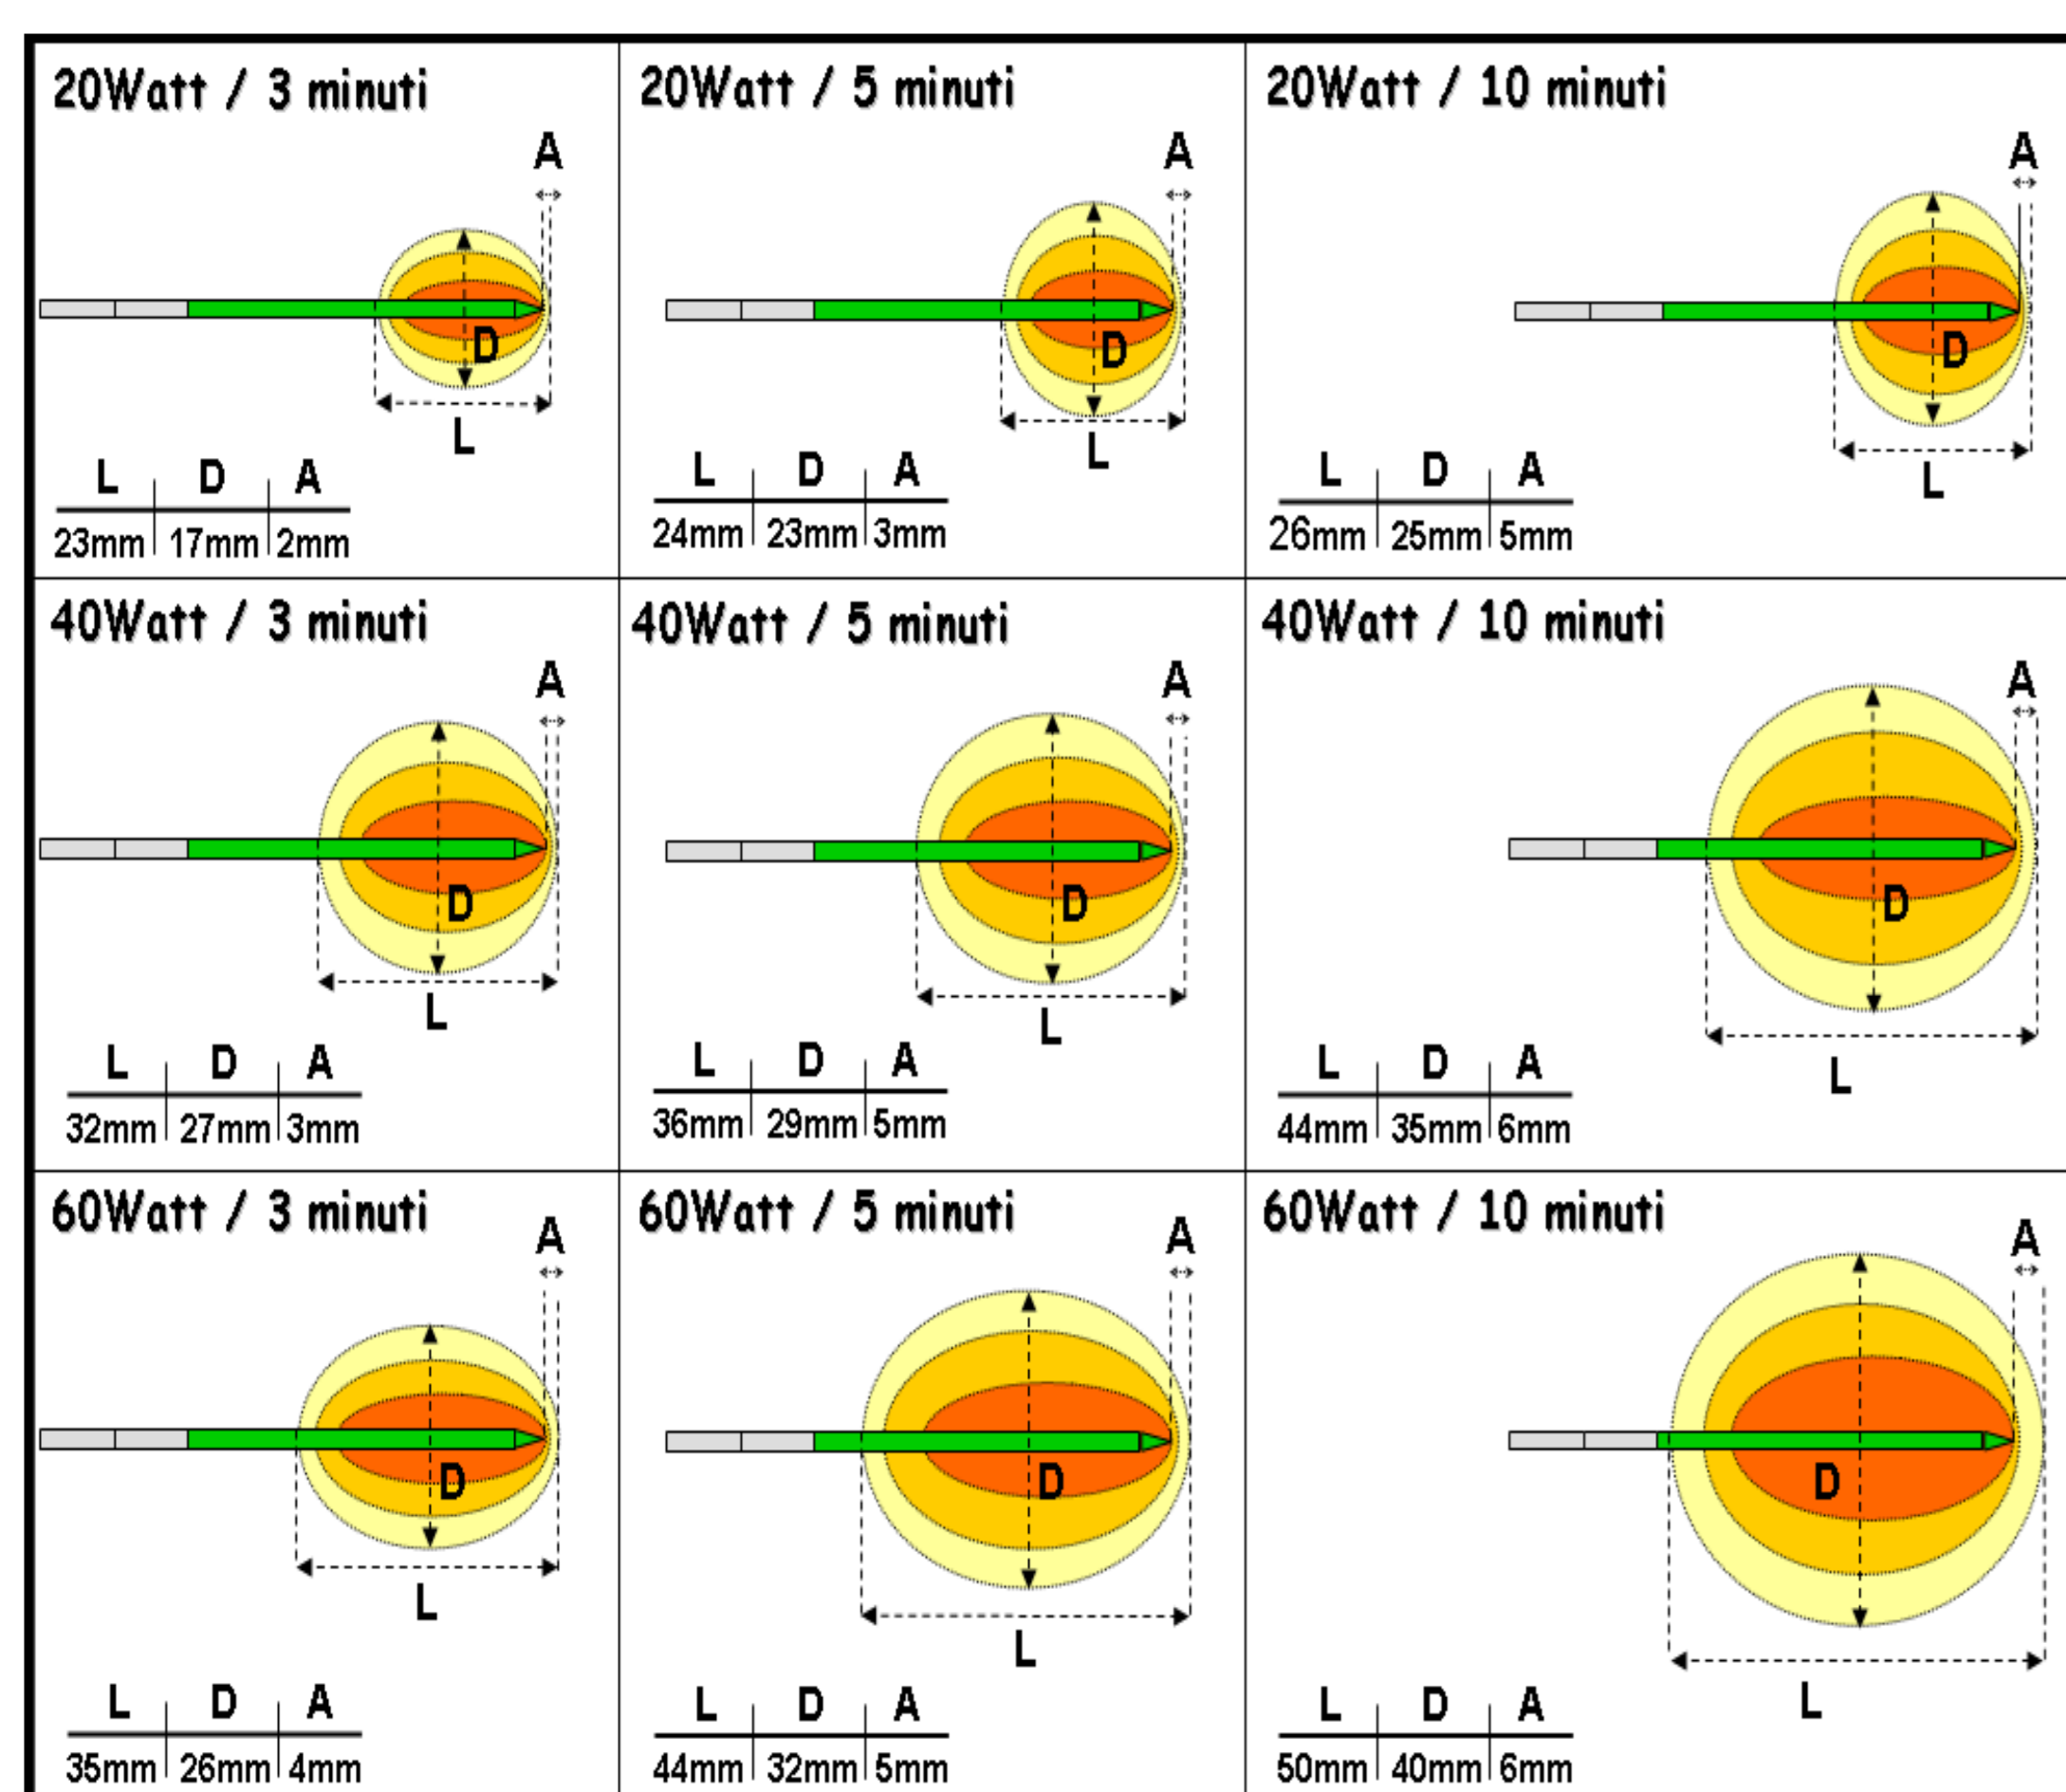 20Watt / 3 minuti
A
D
L
L D A
23mm 17mm 2mm
20Watt / 5 minuti
A
D
L
L D A
24mm 23mm 3mm
20Watt / 10 minuti
A
D
L
L D A
26mm 25mm 5mm
40Watt / 3 minuti
A
D
L
L D A
32mm 27mm 3mm
40Watt / 5 minuti
A
D
L
L D A
36mm 29mm 5mm
40Watt / 10 minuti
A
D
L
L D A
44mm 35mm 6mm
60Watt / 3 minuti
A
D
L
L D A
35mm 26mm 4mm
60Watt / 5 minuti
A
D
L
L D A
44mm 32mm 5mm
60Watt / 10 minuti
A
D
L
L D A
50mm 40mm 6mm